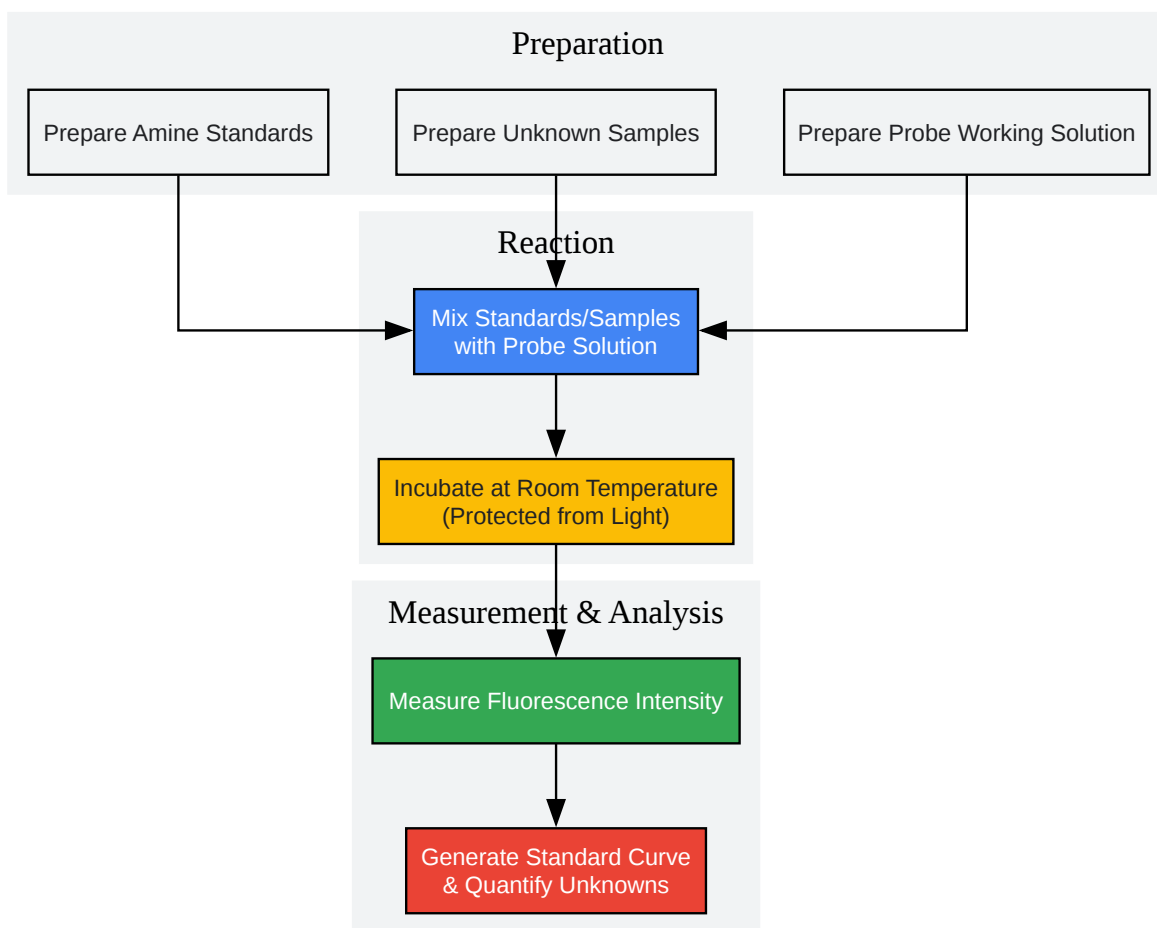 Preparation
Prepare Amine Standards
Prepare Unknown Samples
Prepare Probe Working Solution
Reaction
Mix Standards/Samples
with Probe Solution
Incubate at Room Temperature
(Protected from Light)
Measurement & Analysis
Measure Fluorescence Intensity
Generate Standard Curve
& Quantify Unknowns